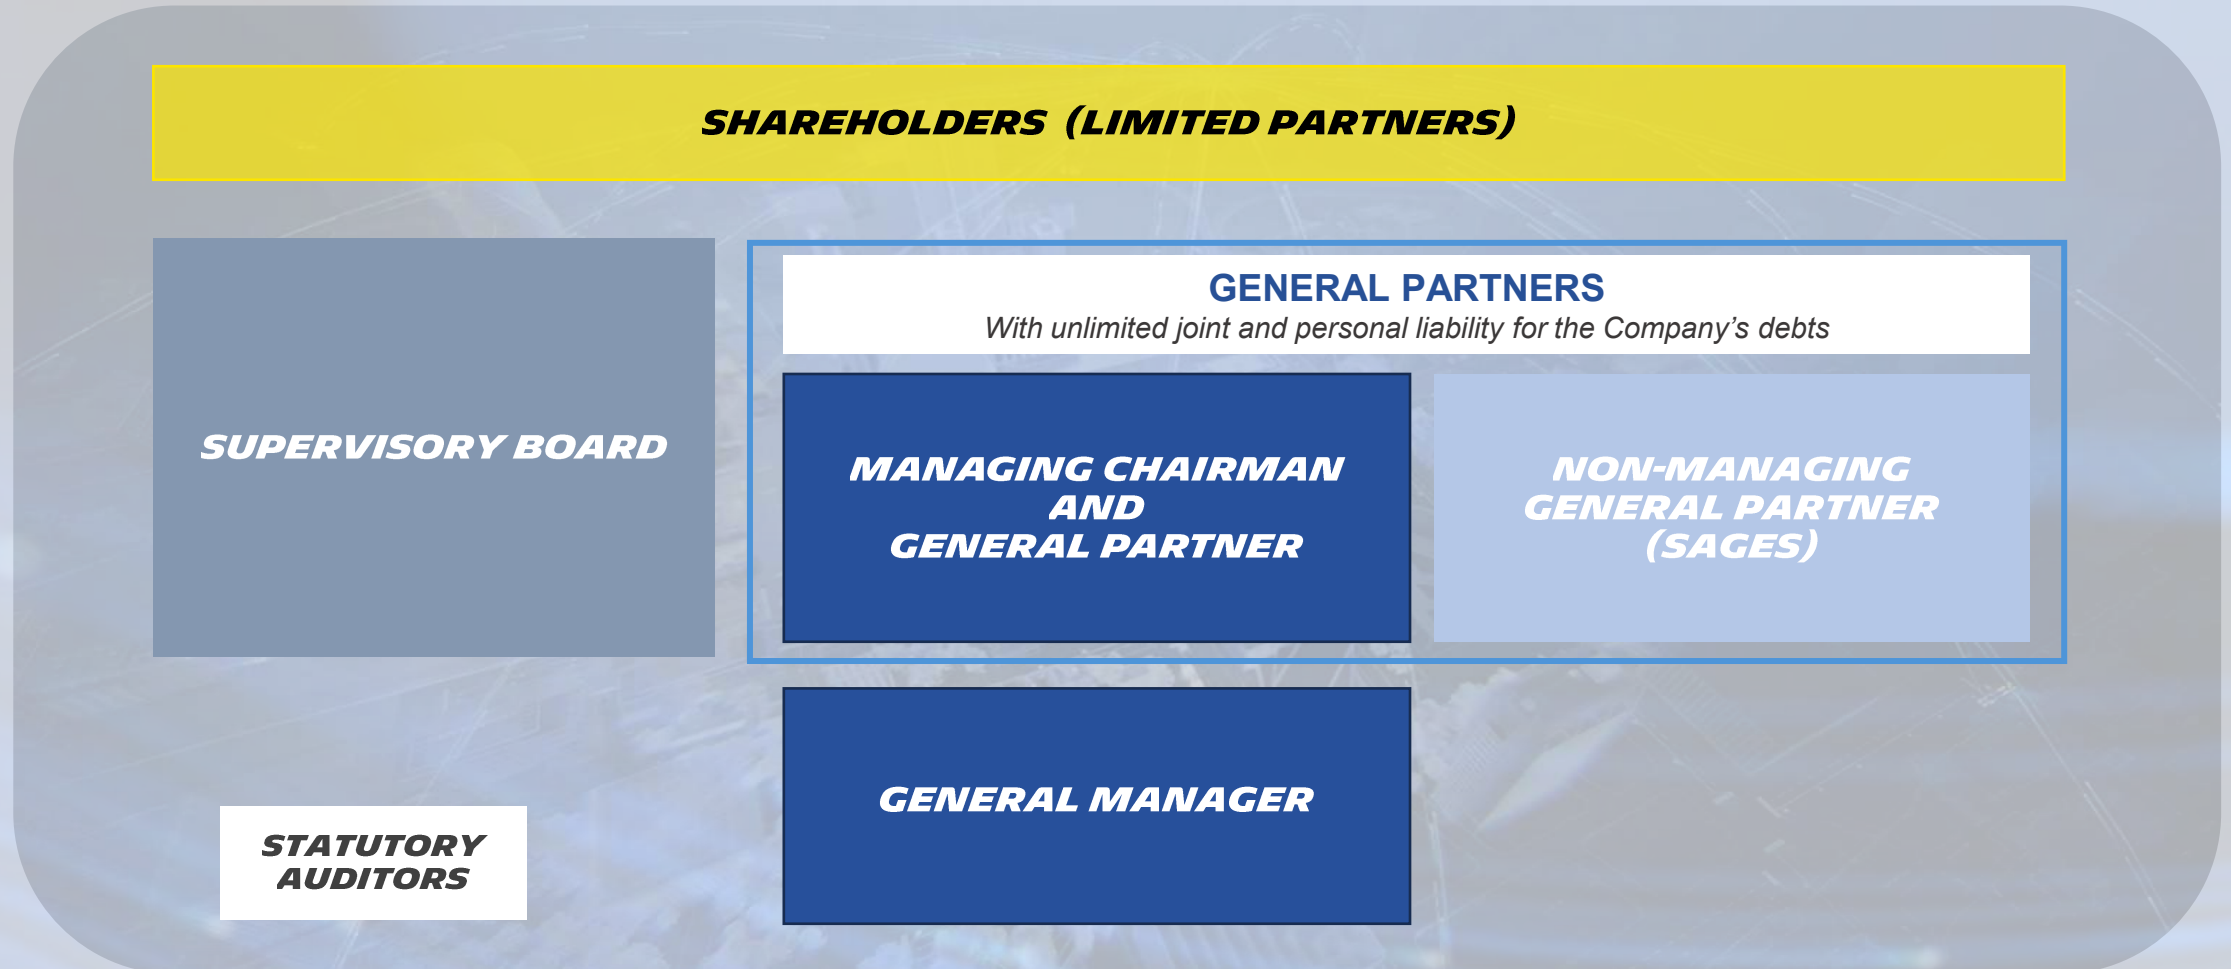 SHAREHOLDERS (LIMITED PARTNERS)
SUPERVISORY BOARD
GENERAL PARTNERS
With unlimited joint and personal liability for the Company’s debts
MANAGING CHAIRMAN
AND
GENERAL PARTNER
NON-MANAGING
GENERAL PARTNER
(SAGES)
GENERAL MANAGER
STATUTORY
AUDITORS